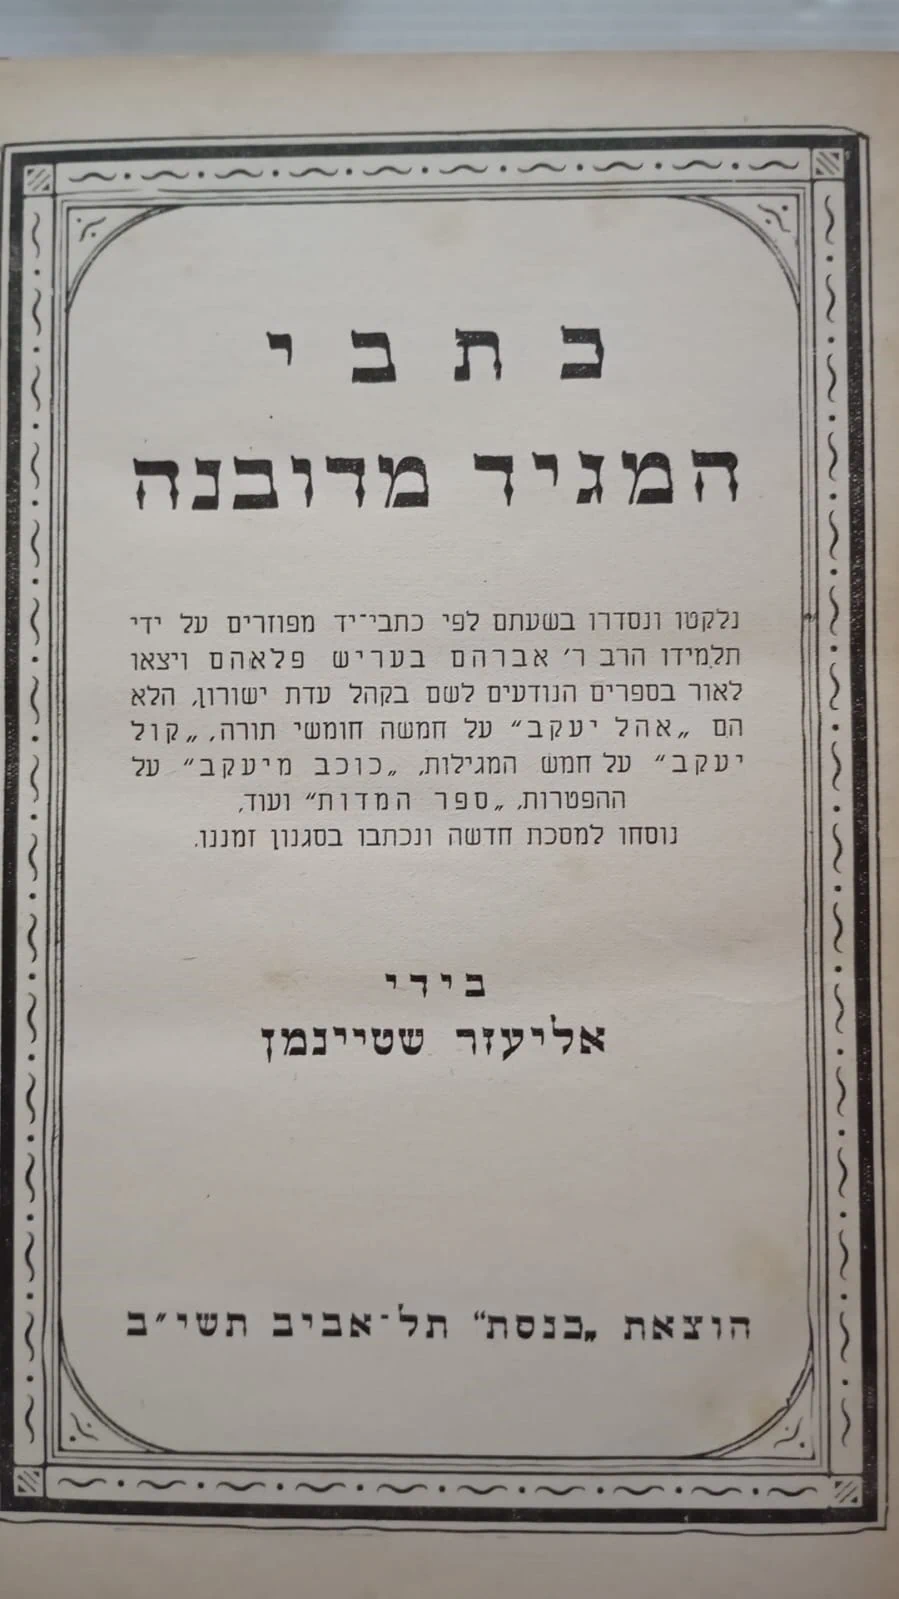 כתבי
המגיד מדובנה
נלקטו ונסדרו בשעתם לפי כתבי־יד מפוזרים על ידי
תלמידו הרב ר׳ אברהם בעריש פלאהם ויצאו
לאור בספרים הנודעים לשם בקהל עדת ישורון, הלא
הם „אהל יעקב״ על חמשה חומשי תורה, „קול
יעקב״ על חמש המגילות, „כוכב מיעקב״ על
ההפטרות, „ספר המדות״ ועוד,
נוסחו למסכת חדשה ונכתבו בסגנון זמננו.
בידי
אליעזר שטיינמן
הוצאת „כנסת“ תל־אביב תשי״ב